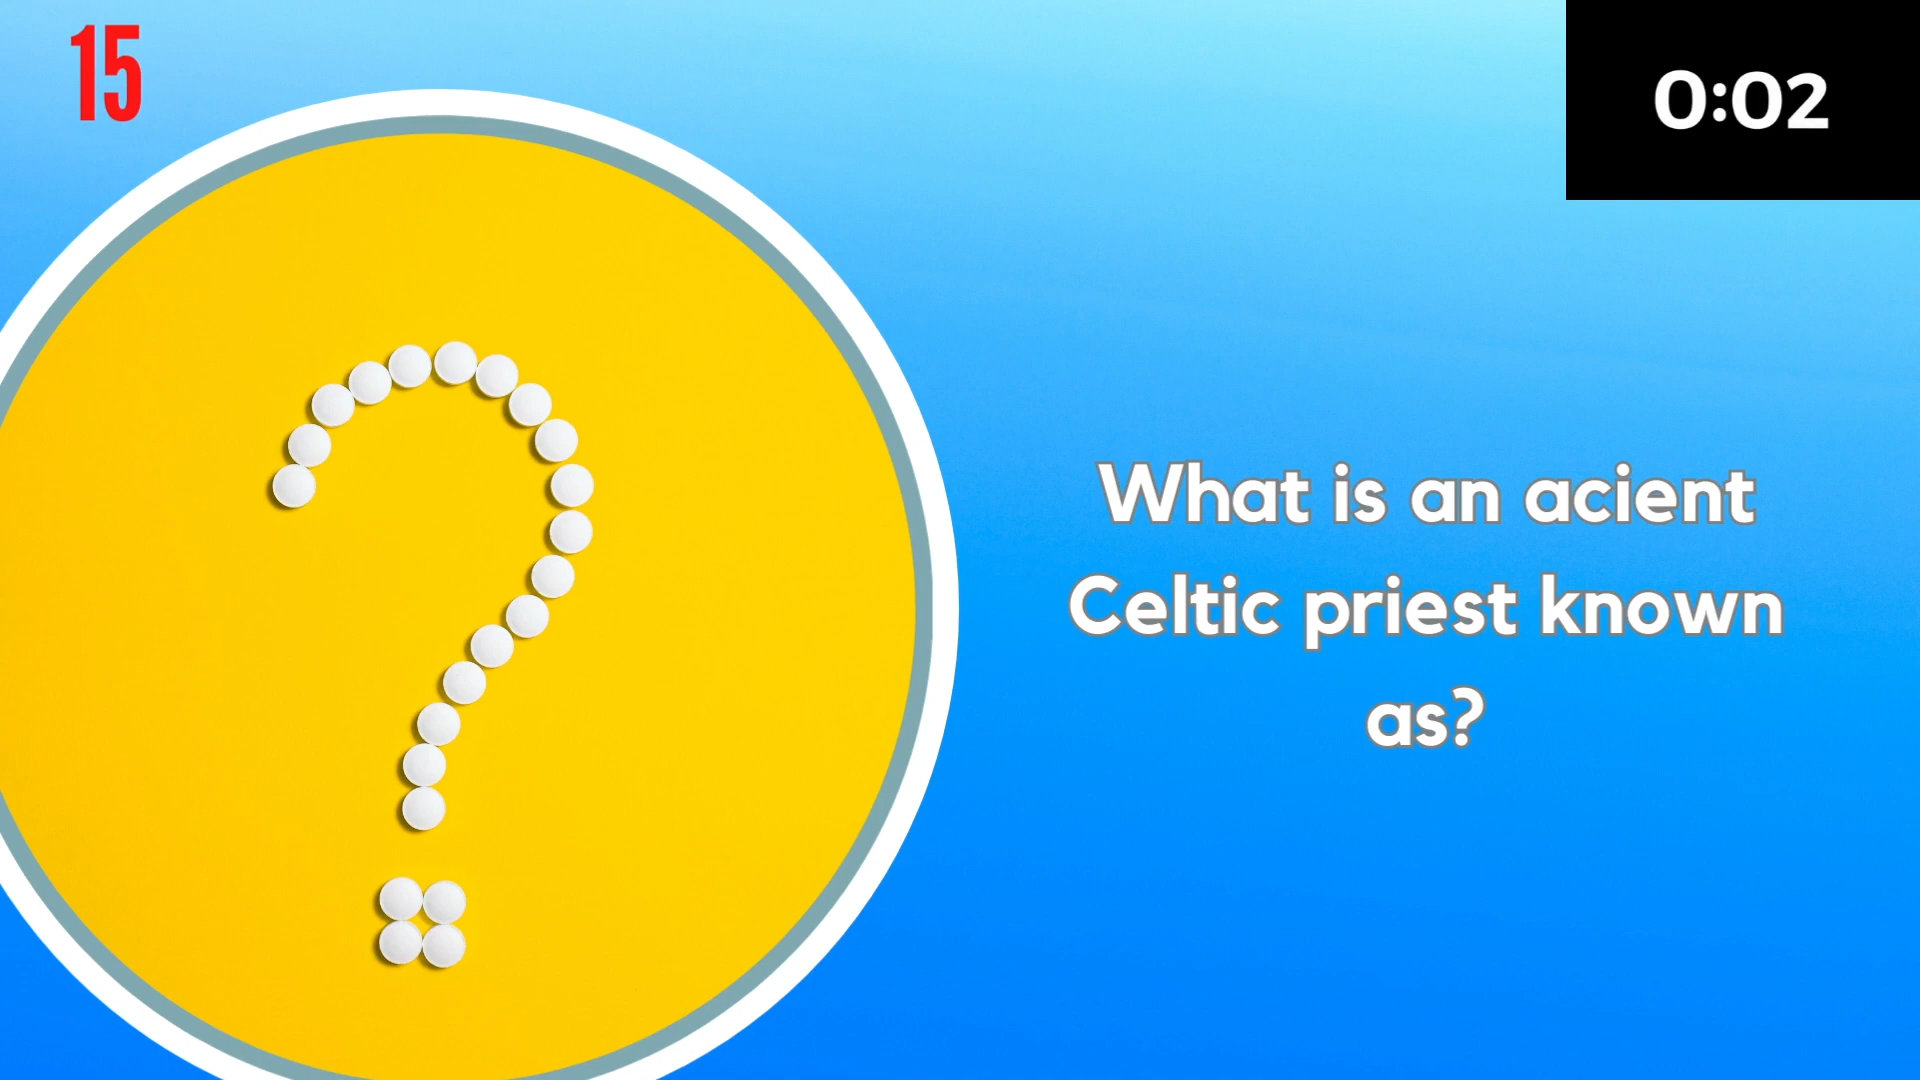 15
0:02
What is an acient
Celtic priest known
as?